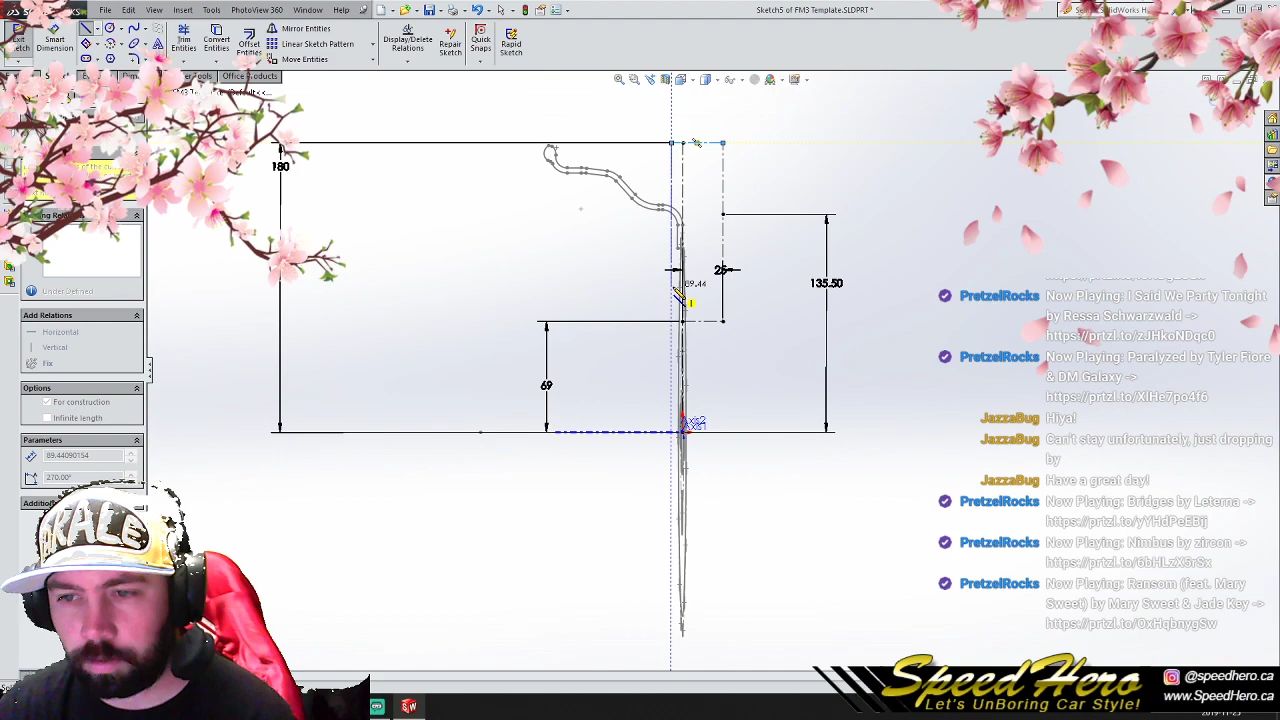 File Edit View Insert Tools PhotoView 360 Window Help
Sketch5 of FM3 Template.SLDPRT *
Smart Dimension
Trim Entities
Convert Entities
Offset Entities
Mirror Entities
Linear Sketch Pattern
Move Entities
Display/Delete Relations
Repair Sketch
Quick Snaps
Rapid Sketch
Office Products
180
25
89.44
135.50
69
Under Defined
Add Relations
Horizontal
Vertical
Fix
Options
For construction
Infinite length
Parameters
89.44090154
270.00°
PretzelRocks Now Playing: I Said We Party Tonight
by Ressa Schwarzwald ->
https://prtzl.to/zJHkoNDqc0
PretzelRocks Now Playing: Paralyzed by Tyler Fiore
& DM Galaxy ->
https://prtzl.to/XIHe7po4f6
JazzaBug Hiya!
JazzaBug Can't stay unfortunately, just dropping
by
JazzaBug Have a great day!
PretzelRocks Now Playing: Bridges by Leterna ->
https://prtzl.to/yYHdPeEBij
PretzelRocks Now Playing: Nimbus by zircon ->
https://prtzl.to/6bHLzX5rSx
PretzelRocks Now Playing: Ransom (feat. Mary
Sweet) by Mary Sweet & Jade Key ->
https://prtzl.to/OxHqbnygSw
SpeedHero
Let's UnBoring Car Style!
@speedhero.ca
www.SpeedHero.ca
SW